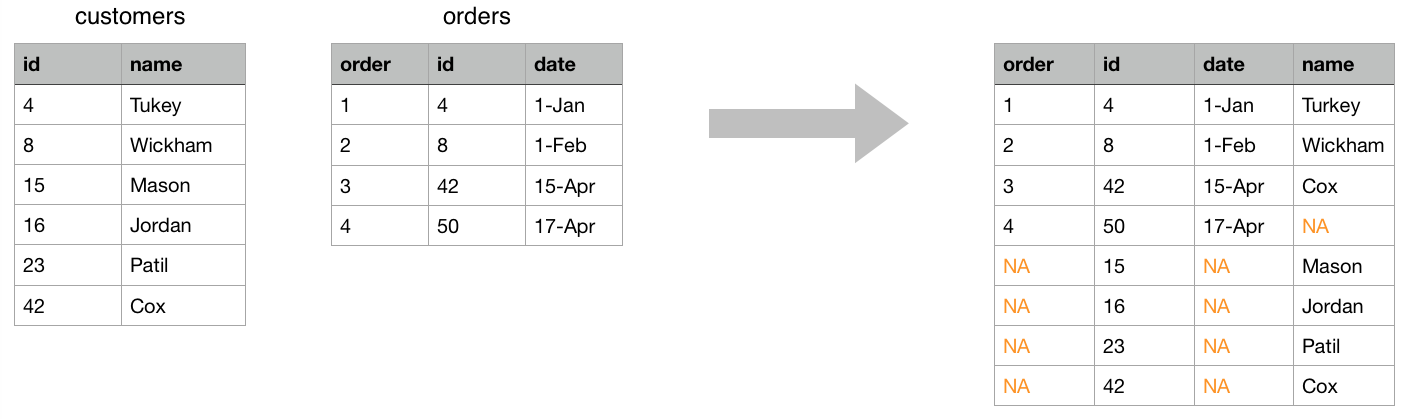 customers
id name
4 Tukey
8 Wickham
15 Mason
16 Jordan
23 Patil
42 Cox
orders
order id date
1 4 1-Jan
2 8 1-Feb
3 42 15-Apr
4 50 17-Apr
order id date name
1 4 1-Jan Turkey
2 8 1-Feb Wickham
3 42 15-Apr Cox
4 50 17-Apr NA
NA 15 NA Mason
NA 16 NA Jordan
NA 23 NA Patil
NA 42 NA Cox